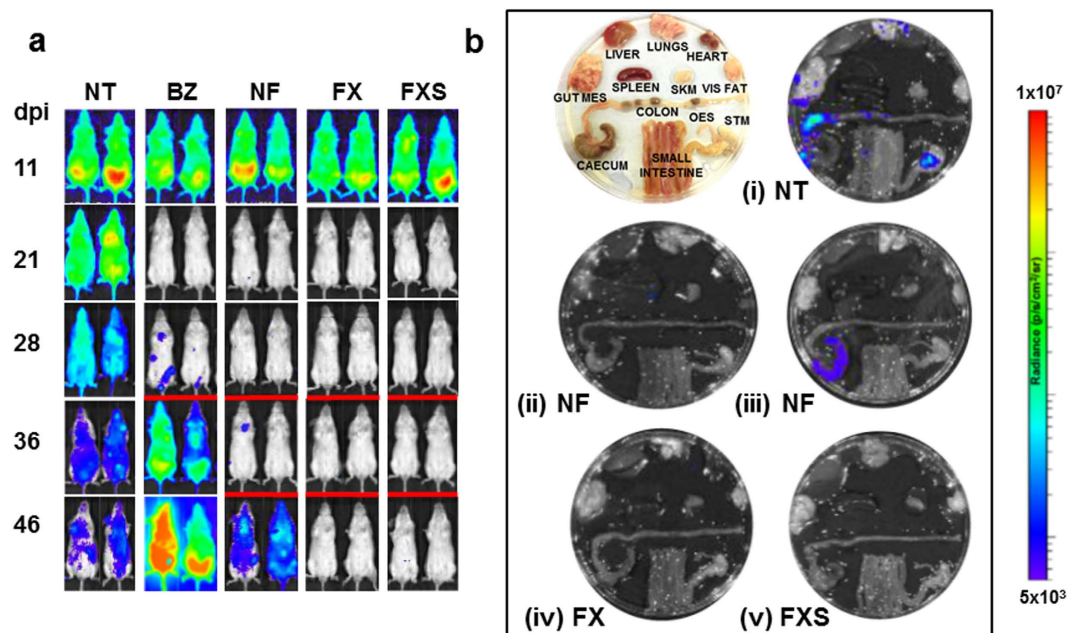 a
NT BZ NF FX FXS
dpi
11
21
28
36
46
b
LIVER LUNGS HEART
GUT MES SPLEEN SKM VIS FAT
COLON OES STM
CAECUM SMALL INTESTINE
(i) NT
(ii) NF
(iii) NF
(iv) FX
(v) FXS
1x10⁷
Radiance (p/s/cm²/sr)
5x10³